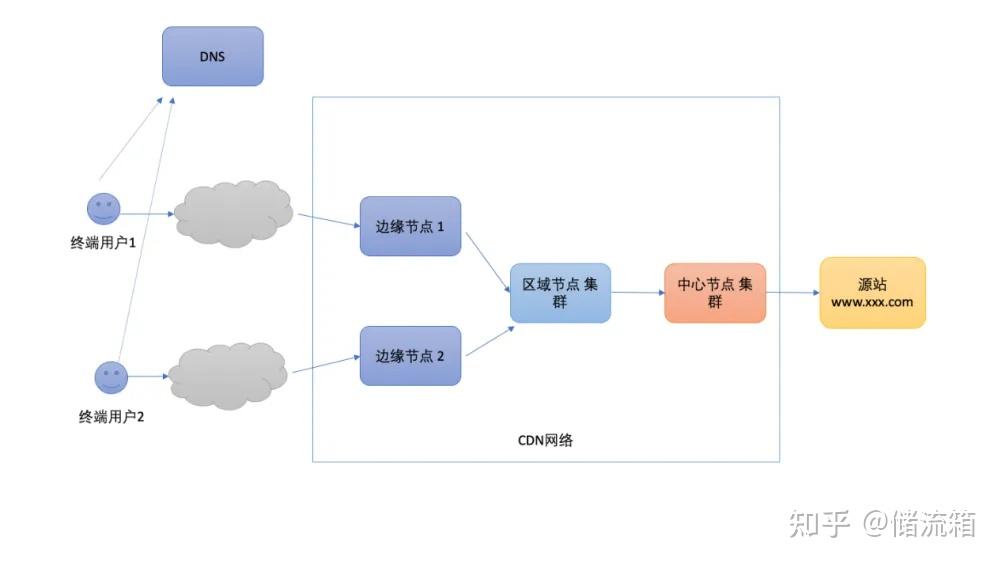 DNS
终端用户1
边缘节点 1
区域节点 集
群
中心节点 集
群
源站
www.xxx.com
边缘节点 2
终端用户2
CDN网络
知乎 @储流箱